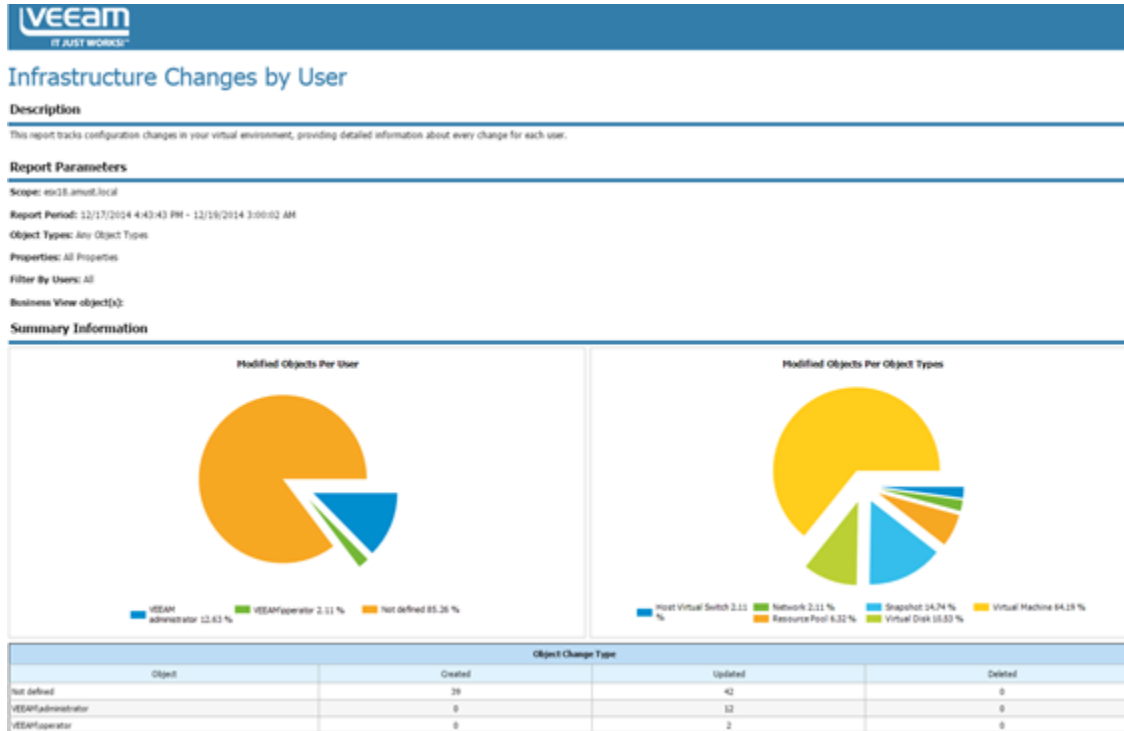 veeam
IT JUST WORKS!™
Infrastructure Changes by User
Description
This report tracks configuration changes in your virtual environment, providing detailed information about every change for each user.
Report Parameters
Scope: esx18.amust.local
Report Period: 12/17/2014 4:43:43 PM - 12/19/2014 3:00:02 AM
Object Types: Any Object Types
Properties: All Properties
Filter By Users: All
Business View object(s):
Summary Information
Modified Objects Per User
VEEAM
administrator 12.63 %
VEEAM\operator 2.11 %
Not defined 85.26 %
Modified Objects Per Object Types
Host Virtual Switch 2.11
%
Network 2.11 %
Resource Pool 6.32 %
Snapshot 14.74 %
Virtual Disk 10.53 %
Virtual Machine 64.19 %
Object Change Type
Object Created Updated Deleted
Not defined 39 42 0
VEEAM\administrator 0 12 0
VEEAM\operator 0 2 0